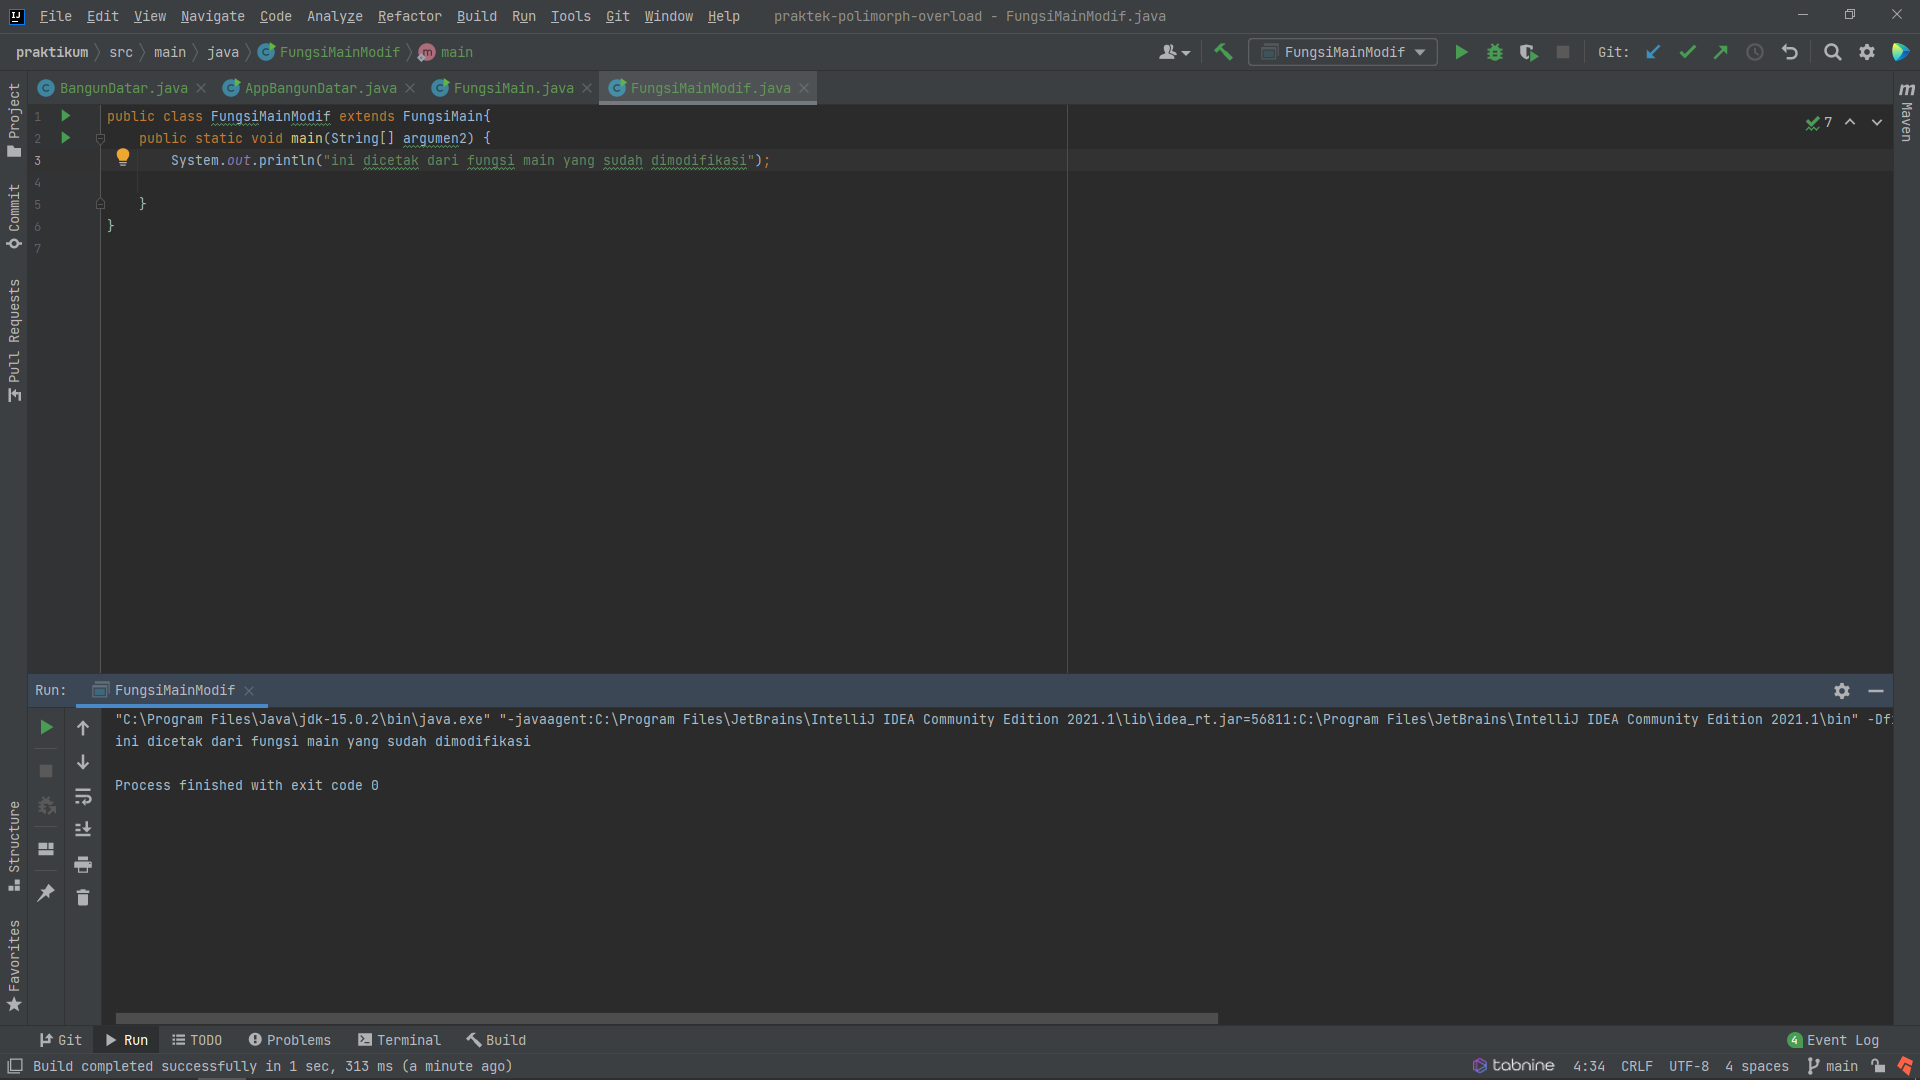 File Edit View Navigate Code Analyze Refactor Build Run Tools Git Window Help praktek-polimorph-overload - FungsiMainModif.java
praktikum src main java FungsiMainModif main
FungsiMainModif Git:
BangunDatar.java AppBangunDatar.java FungsiMain.java FungsiMainModif.java
Project
Commit
Pull Requests
Structure
Favorites
Maven
7
1 public class FungsiMainModif extends FungsiMain{
2 public static void main(String[] argumen2) {
3 System.out.println("ini dicetak dari fungsi main yang sudah dimodifikasi");
4
5 }
6 }
7
Run: FungsiMainModif
"C:\Program Files\Java\jdk-15.0.2\bin\java.exe" "-javaagent:C:\Program Files\JetBrains\IntelliJ IDEA Community Edition 2021.1\lib\idea_rt.jar=56811:C:\Program Files\JetBrains\IntelliJ IDEA Community Edition 2021.1\bin" -Df
ini dicetak dari fungsi main yang sudah dimodifikasi
Process finished with exit code 0
Git Run TODO Problems Terminal Build 4 Event Log
Build completed successfully in 1 sec, 313 ms (a minute ago) tabnine 4:34 CRLF UTF-8 4 spaces main